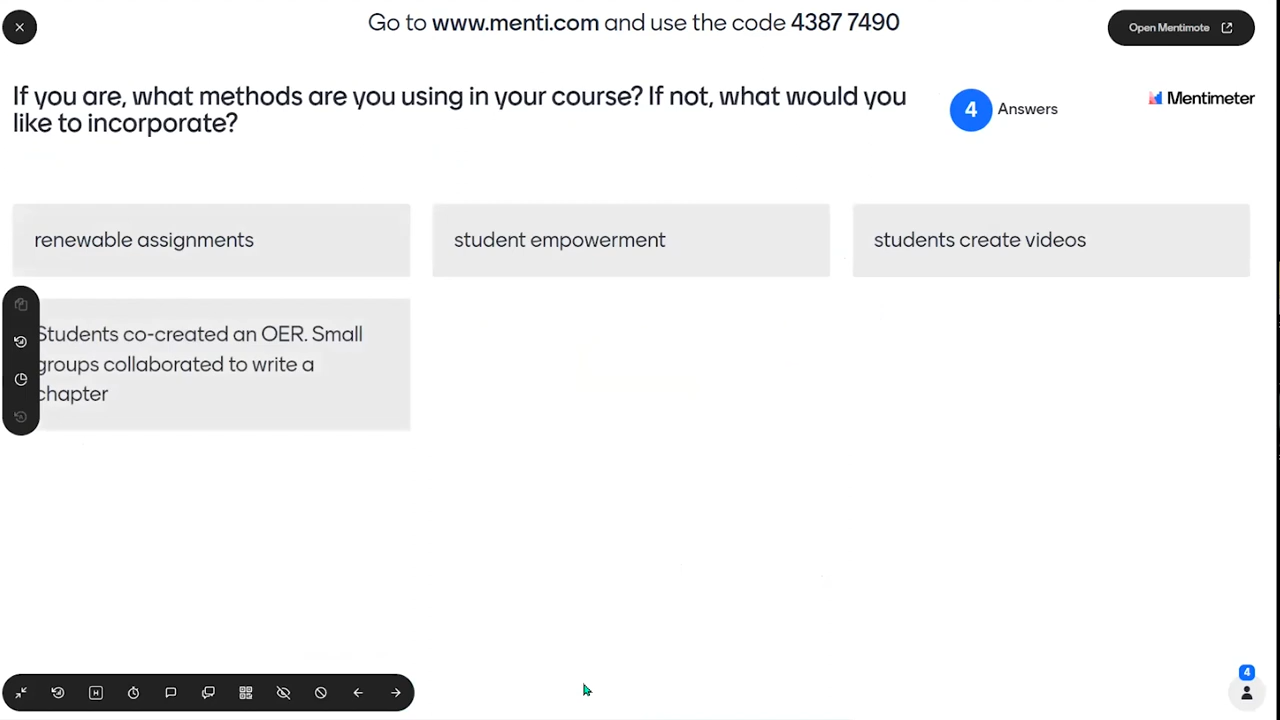 Go to www.menti.com and use the code 4387 7490
Open Mentimote
If you are, what methods are you using in your course? If not, what would you
like to incorporate?
4 Answers
Mentimeter
renewable assignments
student empowerment
students create videos
Students co-created an OER. Small
groups collaborated to write a
chapter
H
4